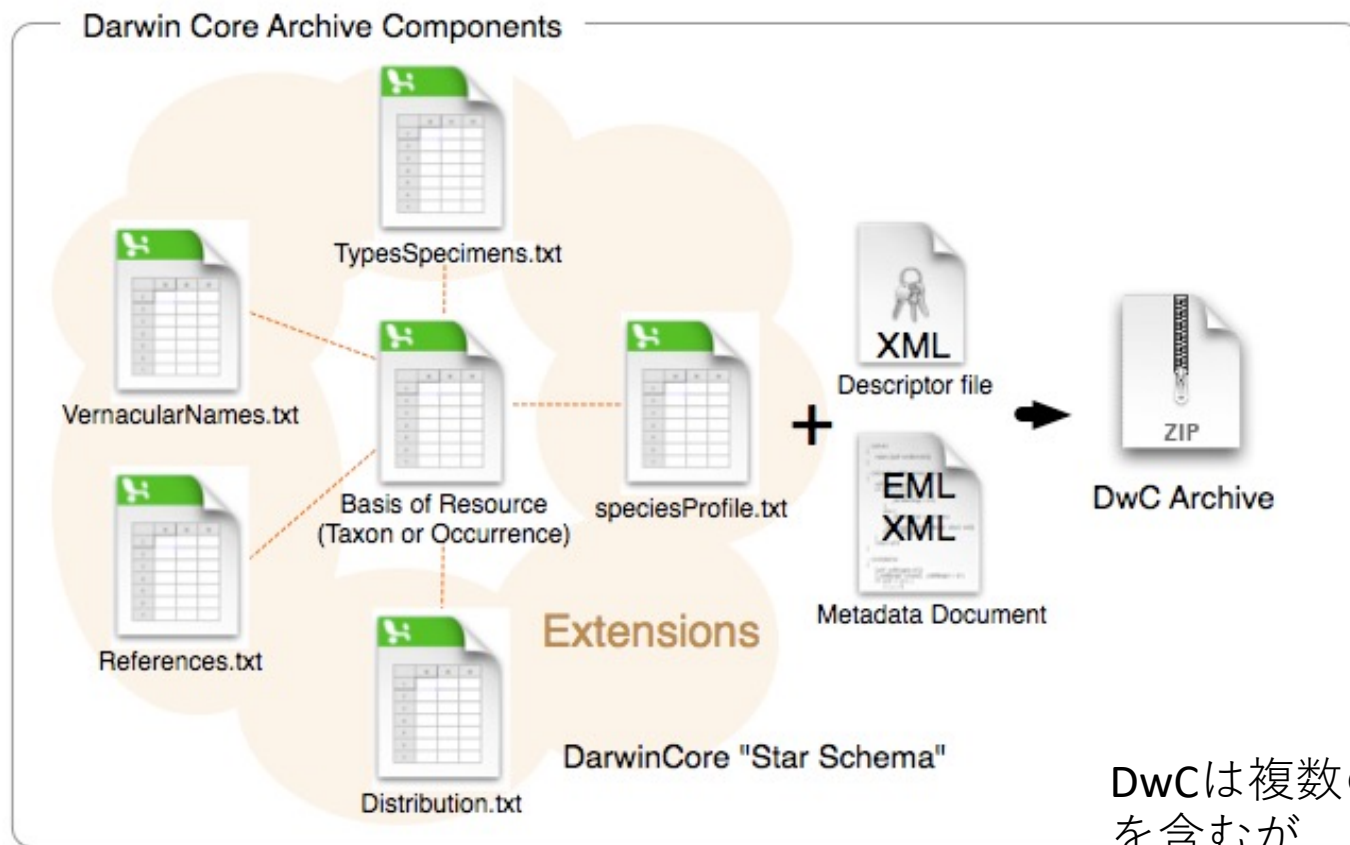 Darwin Core Archive Components
TypesSpecimens.txt
VernacularNames.txt
Basis of Resource
(Taxon or Occurrence)
speciesProfile.txt
References.txt
Distribution.txt
Extensions
DarwinCore "Star Schema"
+
XML
Descriptor file
EML
XML
Metadata Document
ZIP
DwC Archive
DwCは複数
を含むが